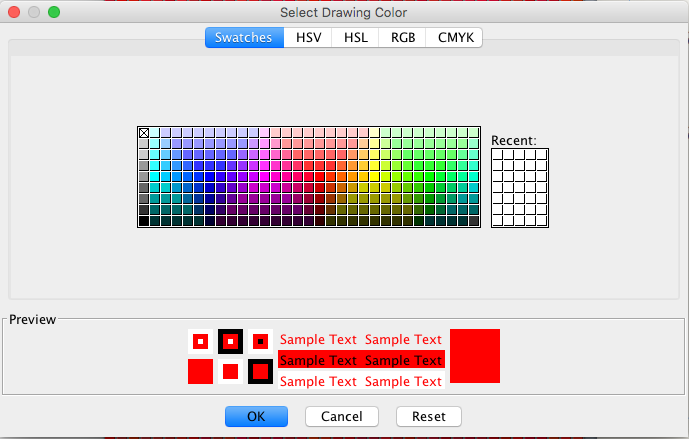 Select Drawing Color
Swatches HSV HSL RGB CMYK
Recent:
Preview
Sample Text Sample Text
Sample Text Sample Text
Sample Text Sample Text
OK Cancel Reset